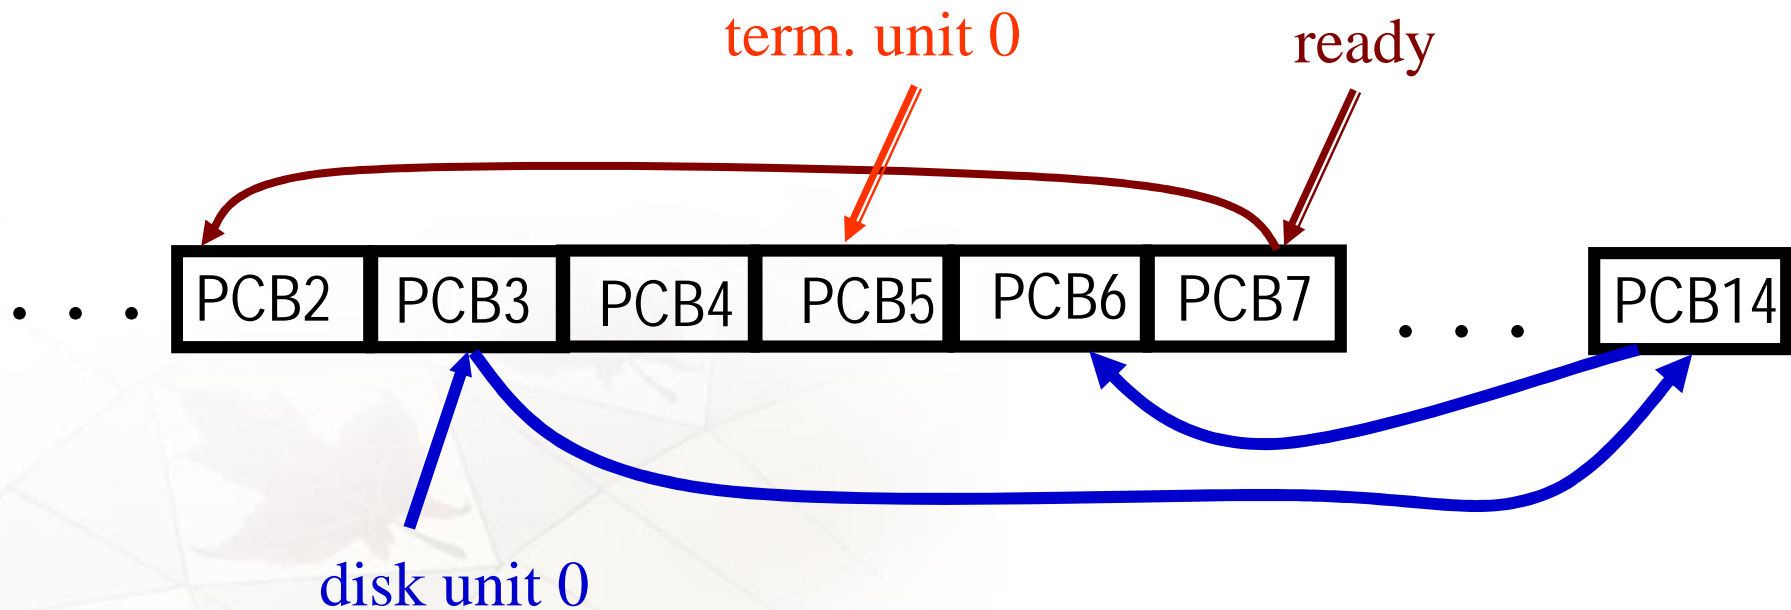 term. unit 0
ready
. . . PCB2 PCB3 PCB4 PCB5 PCB6 PCB7 . . . PCB14
disk unit 0